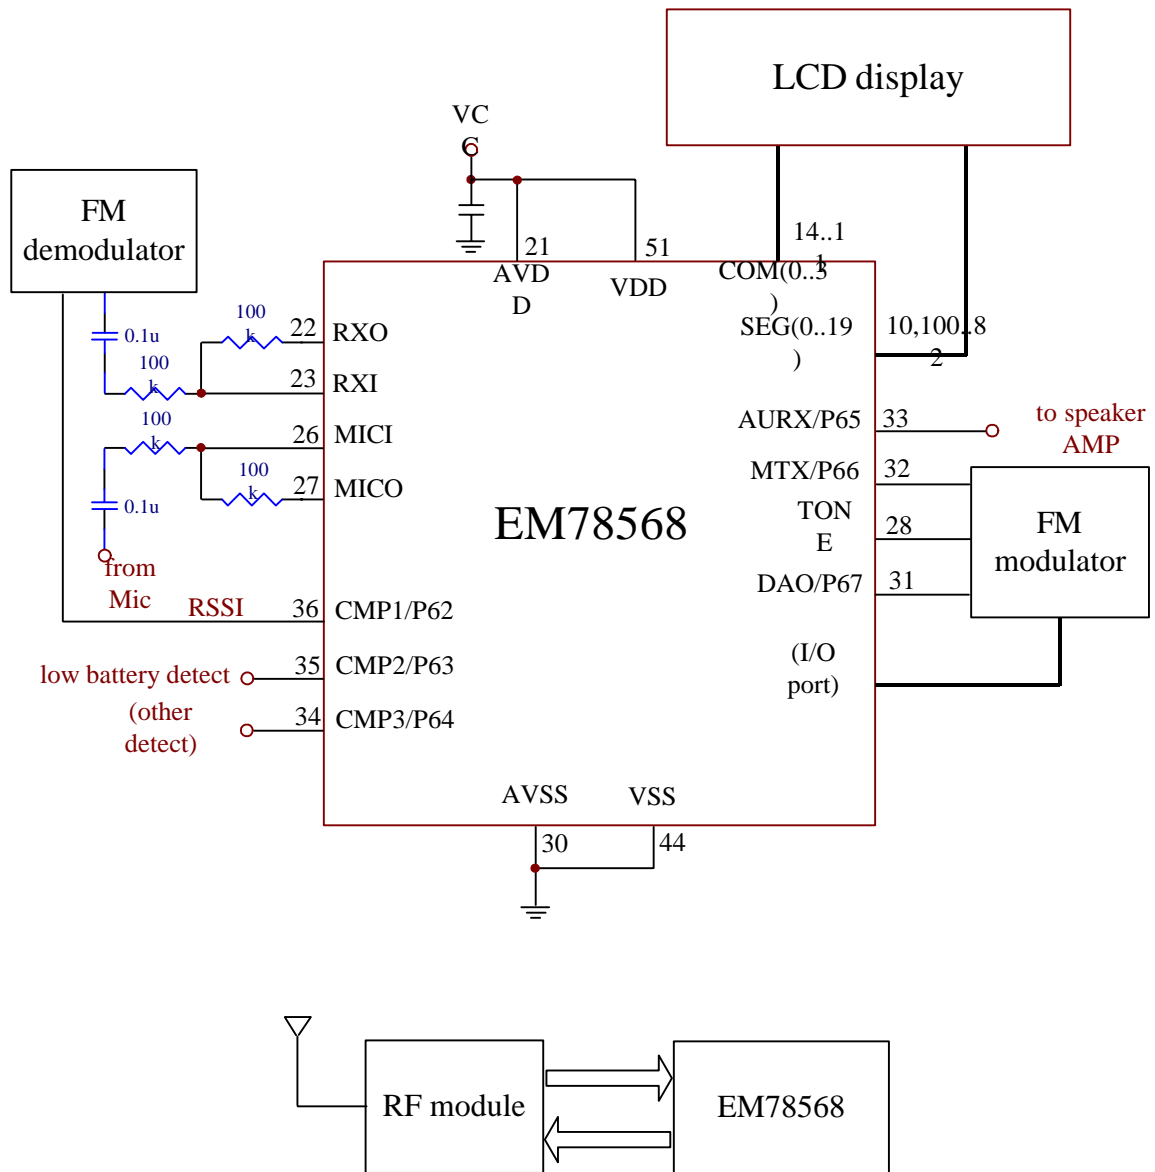 LCD display
VC
C
FM
demodulator
14..1
1
21
51
AVD
D
VDD
COM(0..3
)
SEG(0..19
)
10,100..8
2
100
k
22
RXO
0.1u
100
k
23
RXI
100
k
26
MICI
100
k
27
MICO
0.1u
from
Mic
EM78568
AURX/P65
33
to speaker
AMP
MTX/P66
32
TON
E
28
FM
modulator
DAO/P67
31
RSSI
36
CMP1/P62
low battery detect
35
CMP2/P63
(I/O
port)
(other
detect)
34
CMP3/P64
AVSS
VSS
30
44
RF module
EM78568